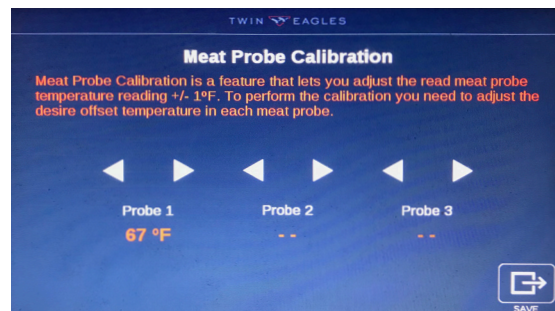 TWIN EAGLES
Meat Probe Calibration
Meat Probe Calibration is a feature that lets you adjust the read meat probe
temperature reading +/- 1ºF. To perform the calibration you need to adjust the
desire offset temperature in each meat probe.
Probe 1 Probe 2 Probe 3
67 ºF - - - -
SAVE